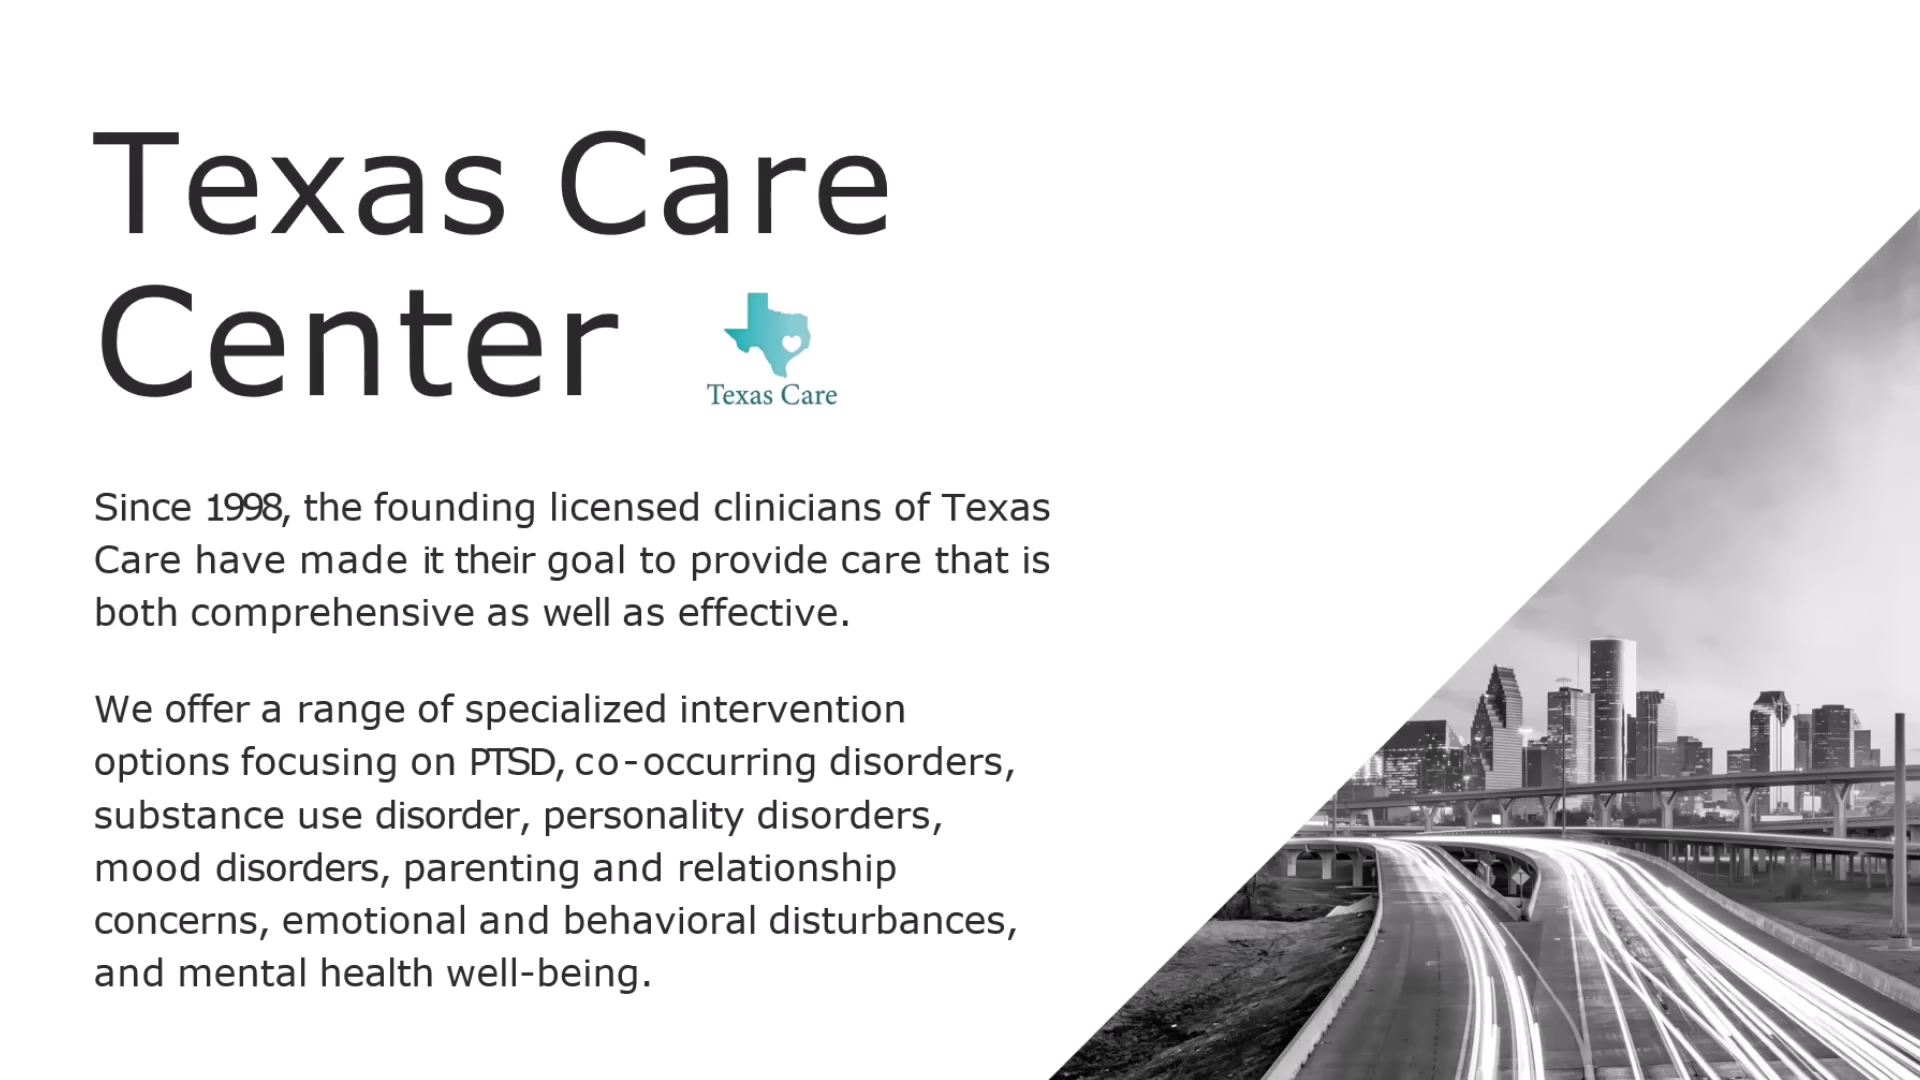 Texas Care
Center
Texas Care
Since 1998, the founding licensed clinicians of Texas
Care have made it their goal to provide care that is
both comprehensive as well as effective.
We offer a range of specialized intervention
options focusing on PTSD, co-occurring disorders,
substance use disorder, personality disorders,
mood disorders, parenting and relationship
concerns, emotional and behavioral disturbances,
and mental health well-being.